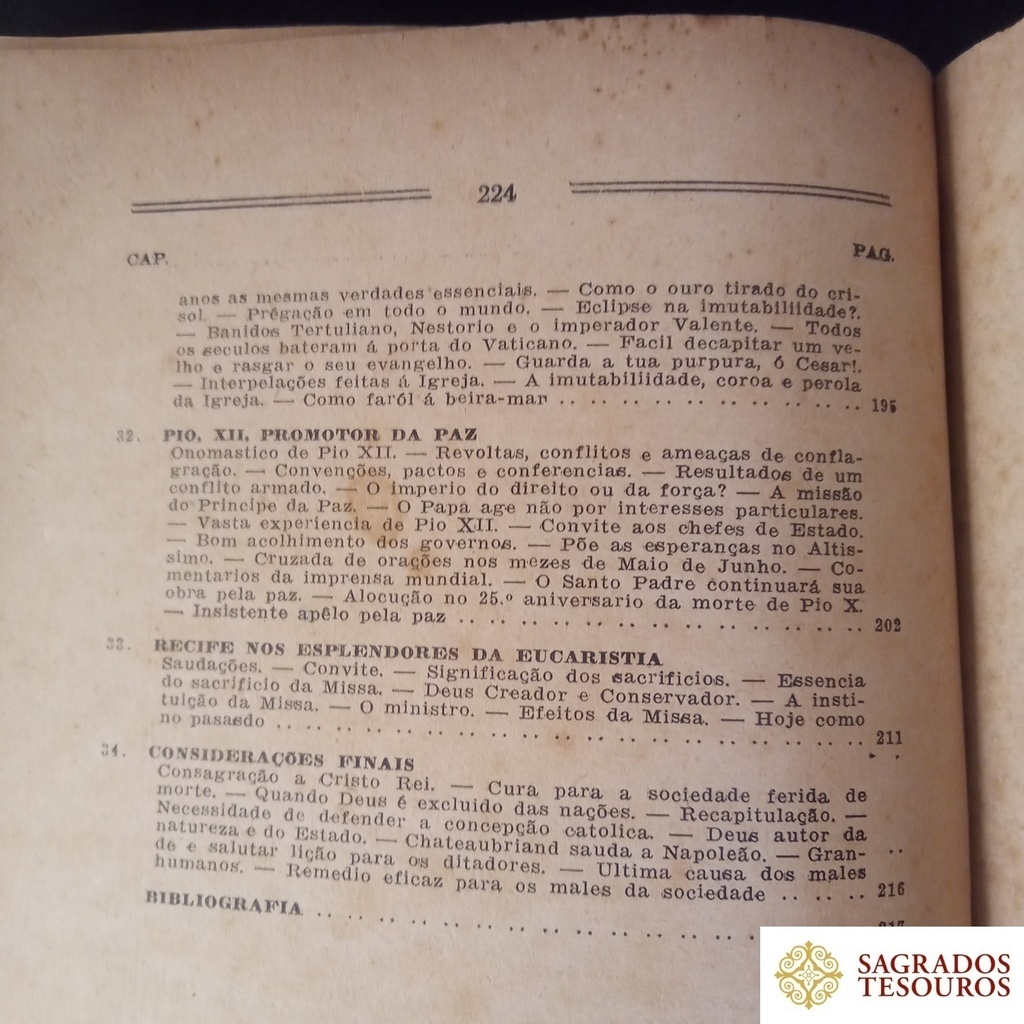 224
CAP. PAG.
anos as mesmas verdades essenciais. — Como o ouro tirado do cri-
sol. — Prégação em todo o mundo. — Eclipse na imutabiliidade?.
— Banidos Tertuliano, Nestorio e o imperador Valente. — Todos
os seculos bateram á porta do Vaticano. — Facil decapitar um ve-
lho e rasgar o seu evangelho. — Guarda a tua purpura, ó Cesar!.
— Interpelações feitas á Igreja. — A imutabiliidade, coroa e perola
da Igreja. — Como faról á beira-mar .. .. .. .. .. .. .. .. .. .. .. 195
32. PIO, XII, PROMOTOR DA PAZ
Onomastico de Pio XII. — Revoltas, conflitos e ameaças de confla-
gração. — Convenções, pactos e conferencias. — Resultados de um
conflito armado. — O imperio do direito ou da força? — A missão
do Principe da Paz. — O Papa age não por interesses particulares.
— Vasta experiencia de Pio XII. — Convite aos chefes de Estado.
— Bom acolhimento dos governos. — Põe as esperanças no Altis-
simo. — Cruzada de orações nos mezes de Maio de Junho. — Co-
mentarios da imprensa mundial. — O Santo Padre continuará sua
obra pela paz. — Alocução no 25.º aniversario da morte de Pio X.
— Insistente apêlo pela paz .. .. .. .. .. .. .. .. .. .. .. .. .. .. 202
33. RECIFE NOS ESPLENDORES DA EUCARISTIA
Saudações. — Convite. — Significação dos sacrificios. — Essencia
do sacrificio da Missa. — Deus Creador e Conservador. — A insti-
tuição da Missa. — O ministro. — Efeitos da Missa. — Hoje como
no pasasdo .. .. .. .. .. .. .. .. .. .. .. .. .. .. .. .. .. .. .. .. 211
34. CONSIDERAÇÕES FINAIS
Consagração a Cristo Rei. — Cura para a sociedade ferida de
morte. — Quando Deus é excluido das nações. — Recapitulação. —
Necessidade de defender a concepção catolica. — Deus autor da
natureza e do Estado. — Chateaubriand sauda a Napoleão. — Gran-
de e salutar lição para os ditadores. — Ultima causa dos males
humanos. — Remedio eficaz para os males da sociedade .. .. .. 216
BIBLIOGRAFIA .. .. .. .. .. .. .. .. .. .. .. .. .. .. ..
SAGRADOS
TESOUROS